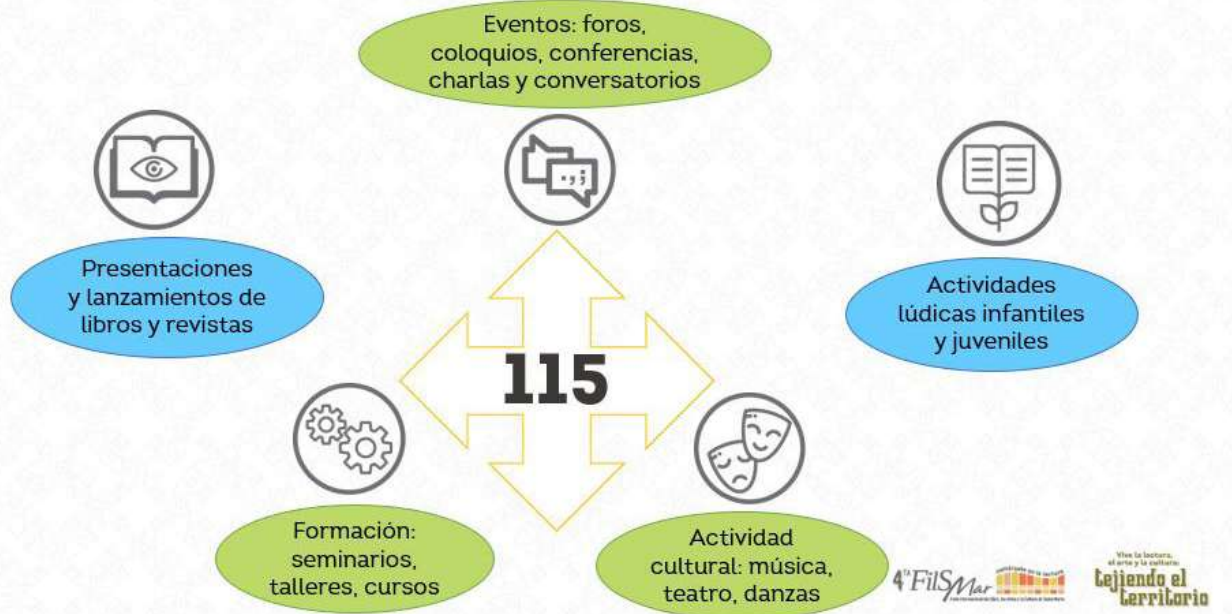 Eventos: foros,
coloquios, conferencias,
charlas y conversatorios
Presentaciones
y lanzamientos de
libros y revistas
Actividades
lúdicas infantiles
y juveniles
115
Formación:
seminarios,
talleres, cursos
Actividad
cultural: música,
teatro, danzas
4ta FilSMar
Vive la lectura,
el arte y la cultura:
tejiendo el
territorio